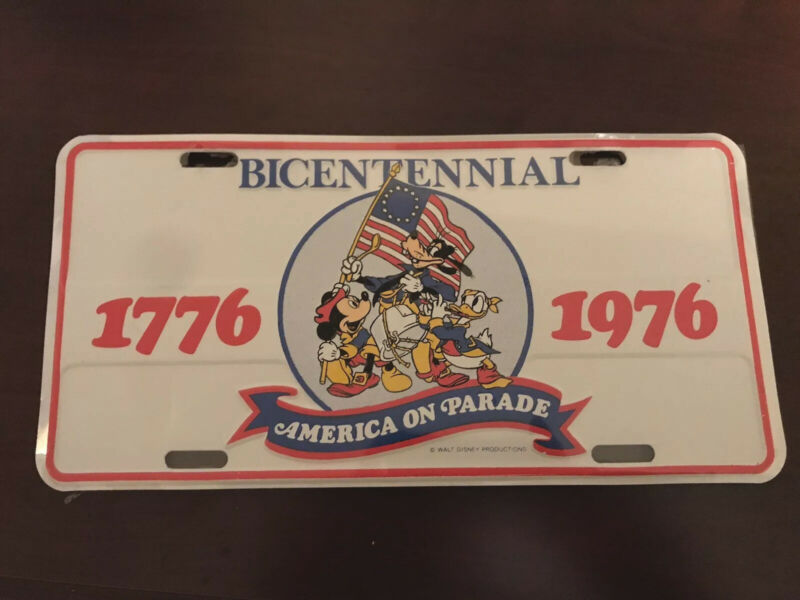 BICENTENNIAL
1776
1976
AMERICA ON PARADE
© WALT DISNEY PRODUCTIONS